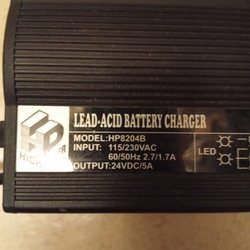 LEAD-ACID BATTERY CHARGER
MODEL:HP8204B
INPUT: 115/230VAC
60/50Hz 2.7/1.7A
OUTPUT:24VDC/5A
LED
HP